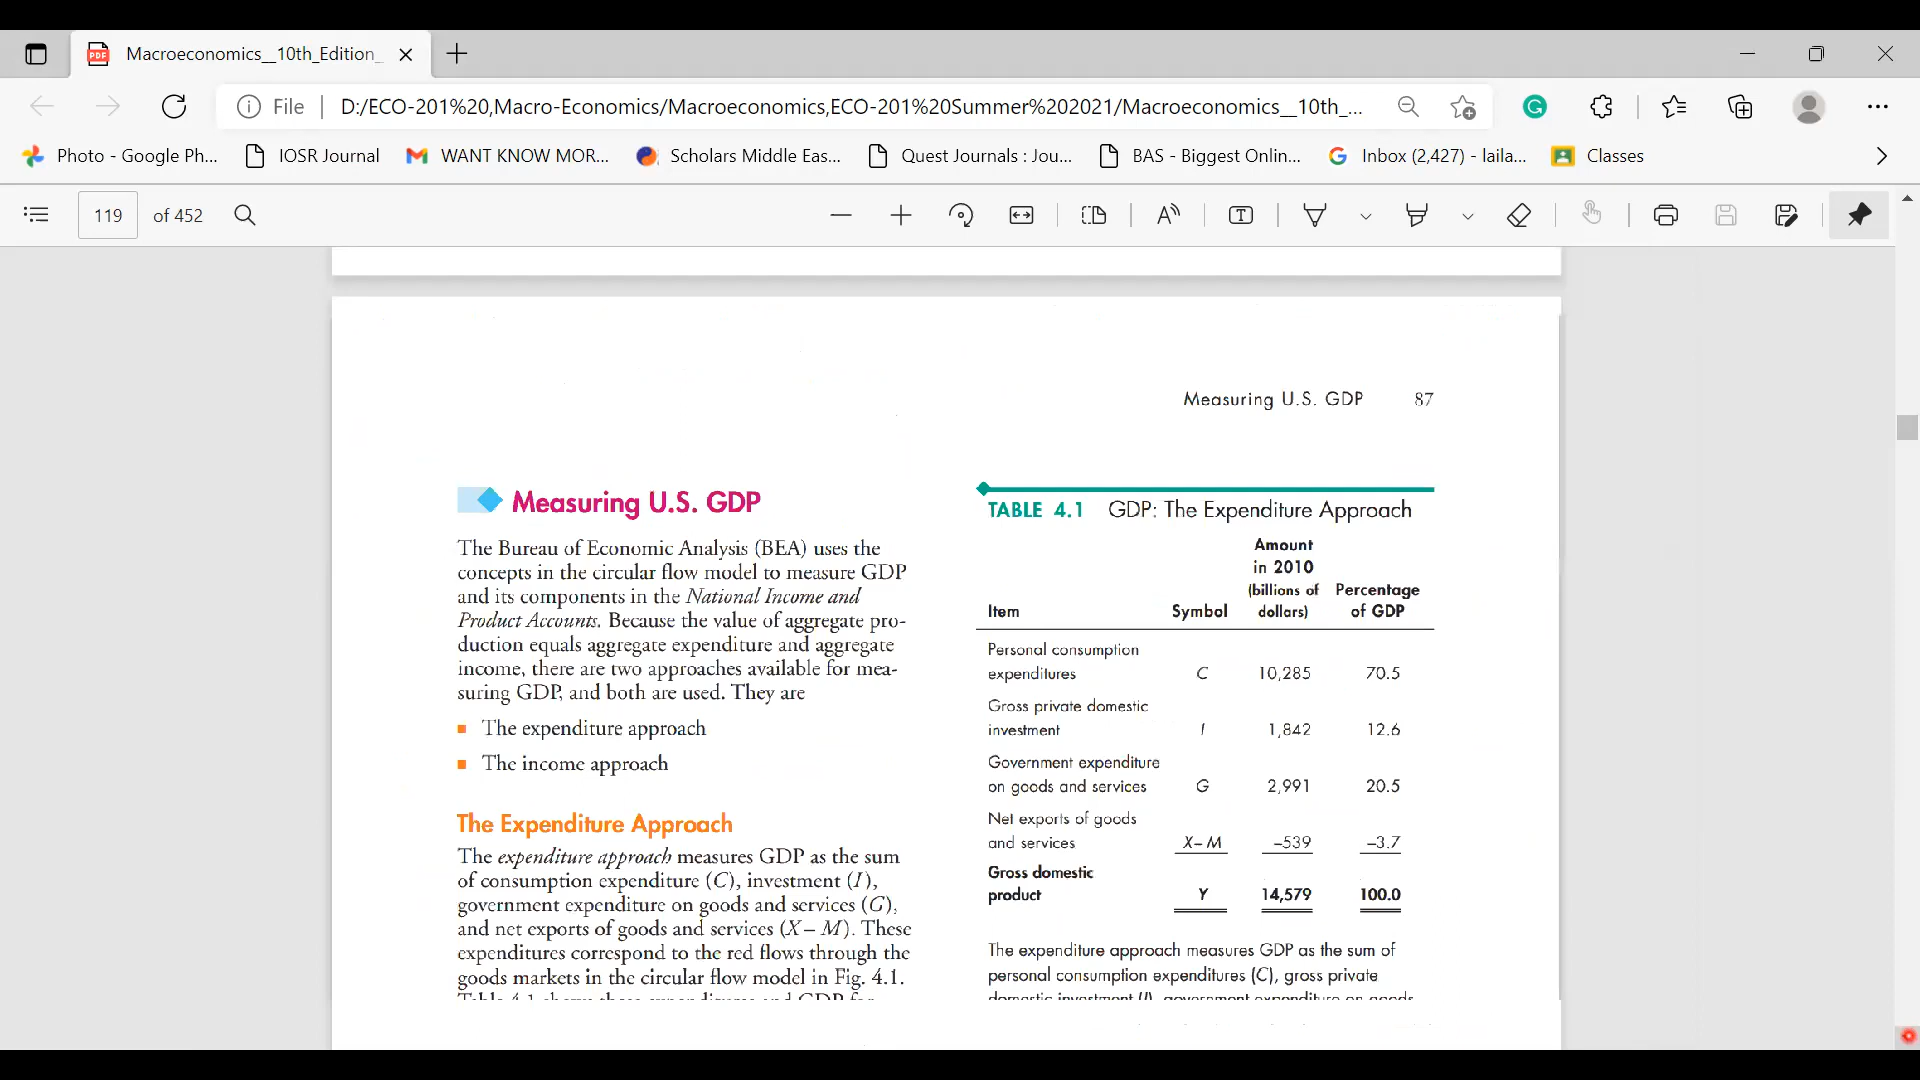 Macroeconomics__10th_Edition_
File
D:/ECO-201%20,Macro-Economics/Macroeconomics,ECO-201%20Summer%202021/Macroeconomics__10th_...
Photo - Google Ph...
IOSR Journal
WANT KNOW MOR...
Scholars Middle Eas...
Quest Journals : Jou...
BAS - Biggest Onlin...
Inbox (2,427) - laila...
Classes
119 of 452
Measuring U.S. GDP 87
Measuring U.S. GDP
The Bureau of Economic Analysis (BEA) uses the
concepts in the circular flow model to measure GDP
and its components in the National Income and
Product Accounts. Because the value of aggregate pro-
duction equals aggregate expenditure and aggregate
income, there are two approaches available for mea-
suring GDP, and both are used. They are
■ The expenditure approach
■ The income approach
The Expenditure Approach
The expenditure approach measures GDP as the sum
of consumption expenditure (C), investment (I),
government expenditure on goods and services (G),
and net exports of goods and services (X – M). These
expenditures correspond to the red flows through the
goods markets in the circular flow model in Fig. 4.1.
TABLE 4.1 GDP: The Expenditure Approach
Amount
in 2010
(billions of Percentage
Item Symbol dollars) of GDP
Personal consumption
expenditures C 10,285 70.5
Gross private domestic
investment I 1,842 12.6
Government expenditure
on goods and services G 2,991 20.5
Net exports of goods
and services X – M –539 –3.7
Gross domestic
product Y 14,579 100.0
The expenditure approach measures GDP as the sum of
personal consumption expenditures (C), gross private
domestic investment (I), government expenditure on goods